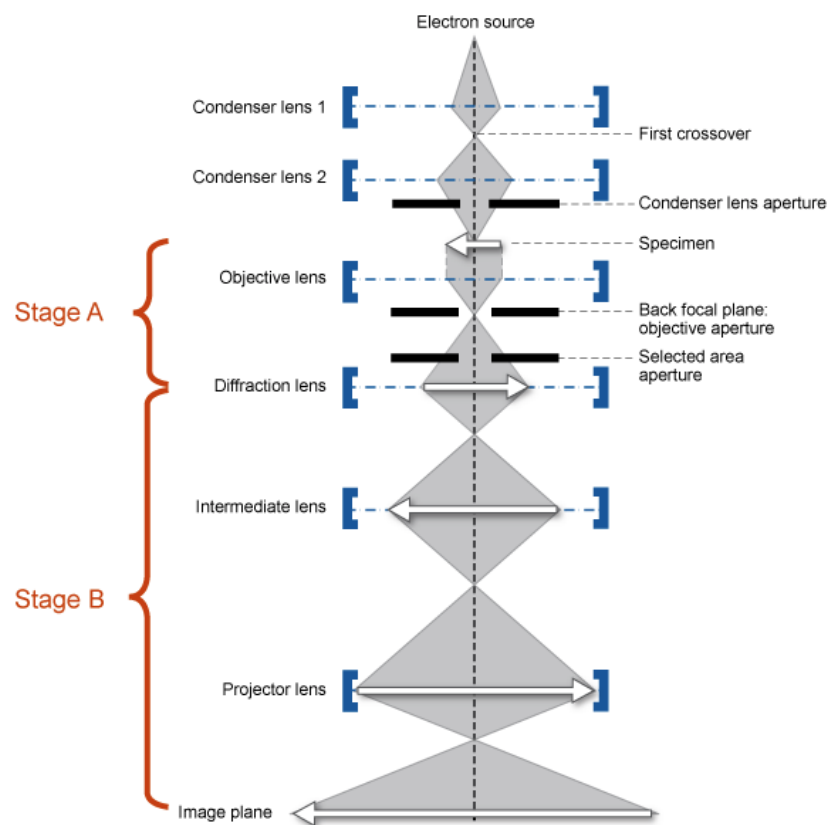 Electron source
Condenser lens 1
First crossover
Condenser lens 2
Condenser lens aperture
Specimen
Objective lens
Stage A
Back focal plane:
objective aperture
Selected area
aperture
Diffraction lens
Intermediate lens
Stage B
Projector lens
Image plane